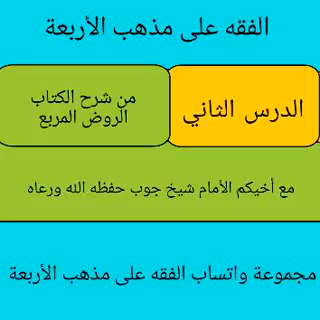 الفقه على مذهب الأربعة
الدرس الثاني
من شرح الكتاب
الروض المربع
مع أخيكم الأمام شيخ جوب حفظه الله ورعاه
مجموعة واتساب الفقه على مذهب الأربعة